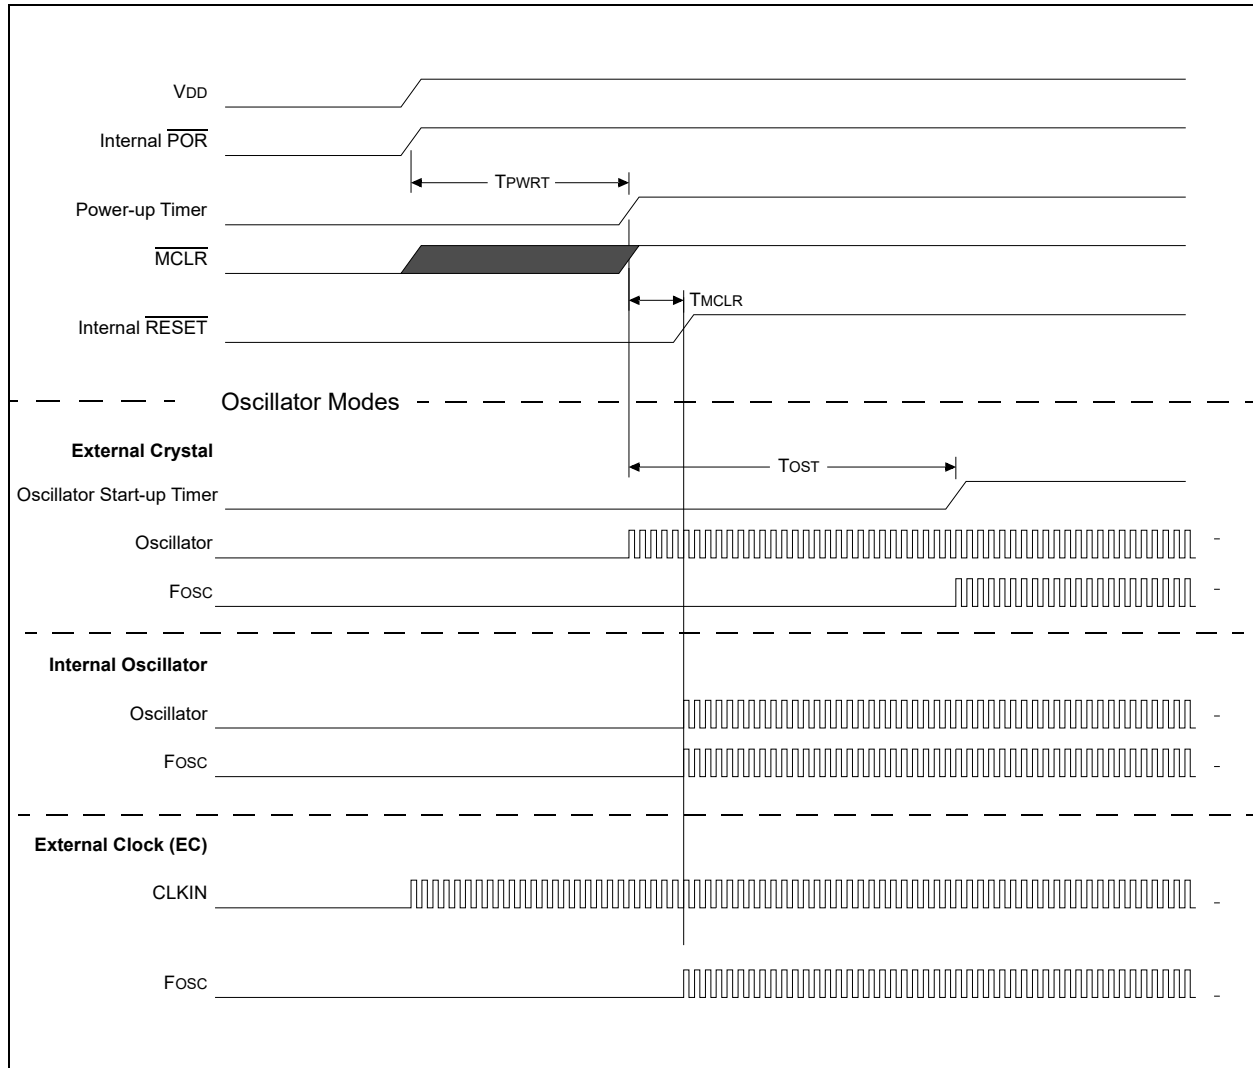 VDD
Internal POR
TPWRT
Power-up Timer
MCLR
TMCLR
Internal RESET
Oscillator Modes
External Crystal
TOST
Oscillator Start-up Timer
Oscillator
FOSC
Internal Oscillator
Oscillator
FOSC
External Clock (EC)
CLKIN
FOSC